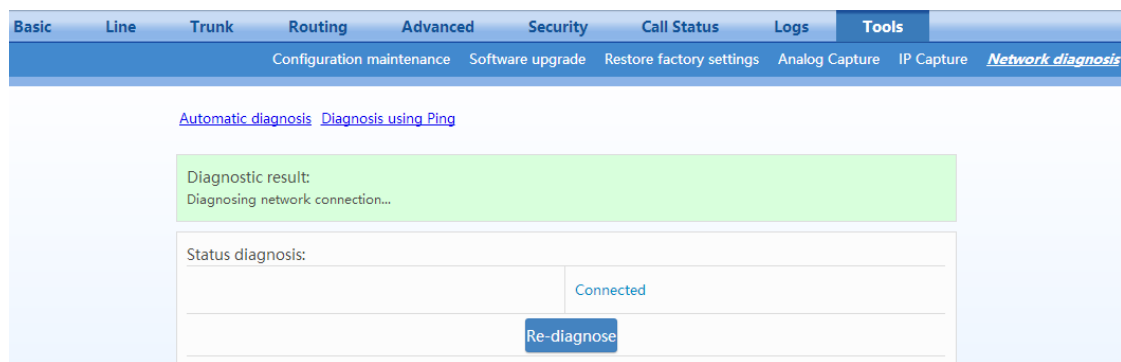 Basic Line Trunk Routing Advanced Security Call Status Logs Tools
Configuration maintenance Software upgrade Restore factory settings Analog Capture IP Capture Network diagnosis
Automatic diagnosis Diagnosis using Ping
Diagnostic result:
Diagnosing network connection...
Status diagnosis:
Connected
Re-diagnose